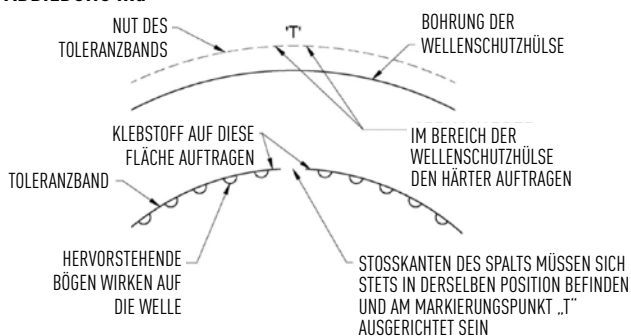 NUT DES
TOLERANZBANDS
'T'
BOHRUNG DER
WELLENSCHUTZHÜLSE
KLEBSTOFF AUF DIESE
FLÄCHE AUFTRAGEN
IM BEREICH DER
WELLENSCHUTZHÜLSE
DEN HÄRTER AUFTRAGEN
TOLERANZBAND
HERVORSTEHENDE
BÖGEN WIRKEN AUF
DIE WELLE
STOSSKANTEN DES SPALTS MÜSSEN SICH
STETS IN DERSELBEN POSITION BEFINDEN
UND AM MARKIERUNGSPUNKT „T"
AUSGERICHTET SEIN